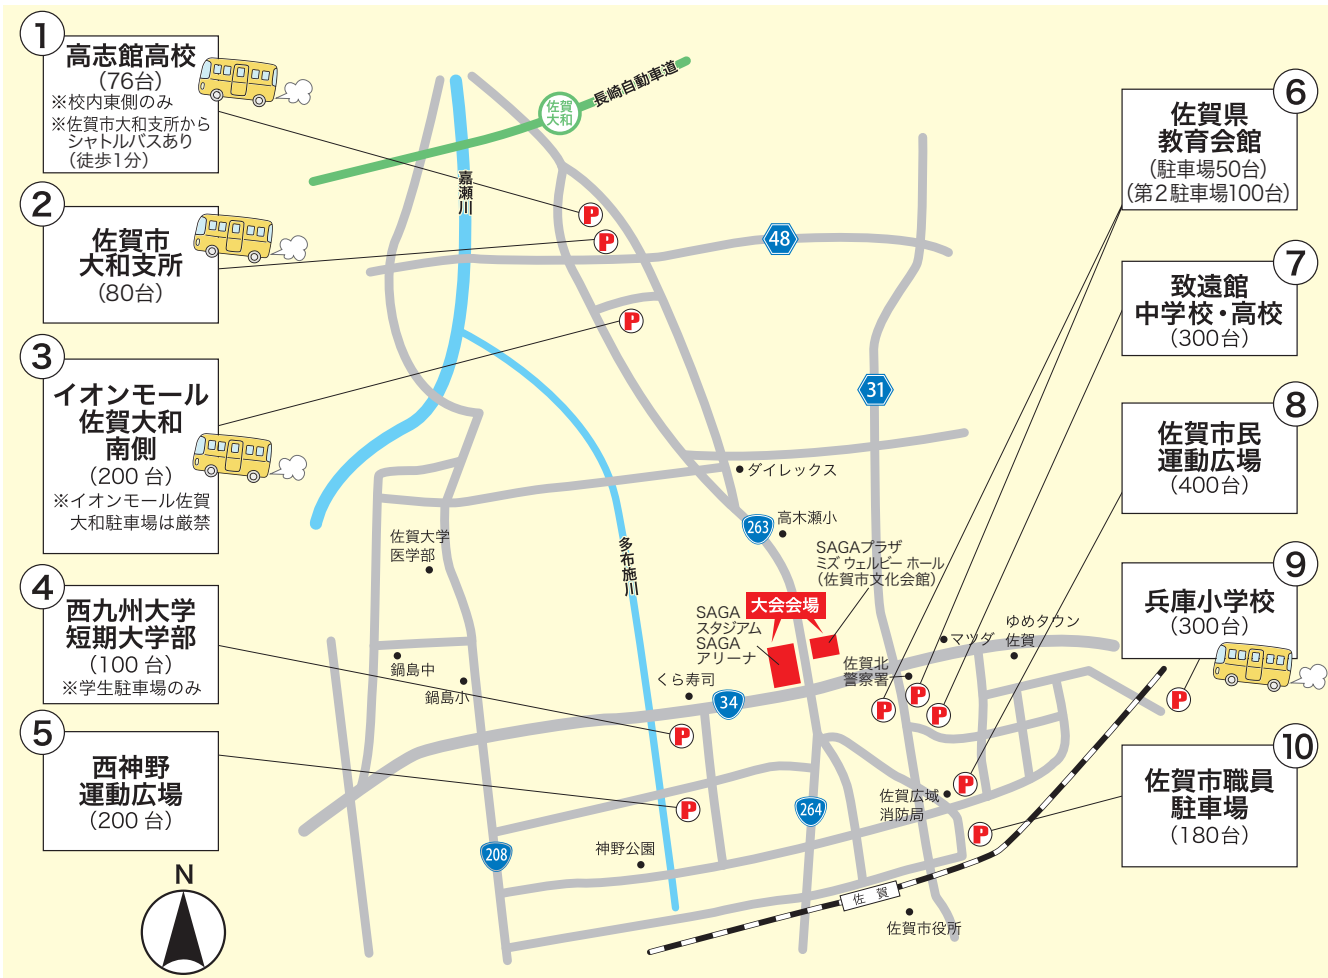 1
高志館高校
(76台)
※校内東側のみ
※佐賀市大和支所から
シャトルバスあり
(徒歩1分)
2
佐賀市
大和支所
(80台)
3
イオンモール
佐賀大和
南側
(200台)
※イオンモール佐賀
大和駐車場は厳禁
4
西九州大学
短期大学部
(100台)
※学生駐車場のみ
5
西神野
運動広場
(200台)
N
長崎自動車道
佐賀
大和
嘉瀬川
P
P
48
P
31
ダイレックス
263
高木瀬小
佐賀大学
医学部
多布施川
SAGAプラザ
ミズ ウェルビー ホール
(佐賀市文化会館)
大会会場
SAGA
スタジアム
SAGA
アリーナ
ゆめタウン
佐賀
マツダ
佐賀北
警察署
鍋島中
鍋島小
くら寿司
34
P
P
P
P
P
P
P
佐賀広域
消防局
264
P
208
神野公園
佐賀
佐賀市役所
6
佐賀県
教育会館
(駐車場50台)
(第2駐車場100台)
7
致遠館
中学校・高校
(300台)
8
佐賀市民
運動広場
(400台)
9
兵庫小学校
(300台)
10
佐賀市職員
駐車場
(180台)